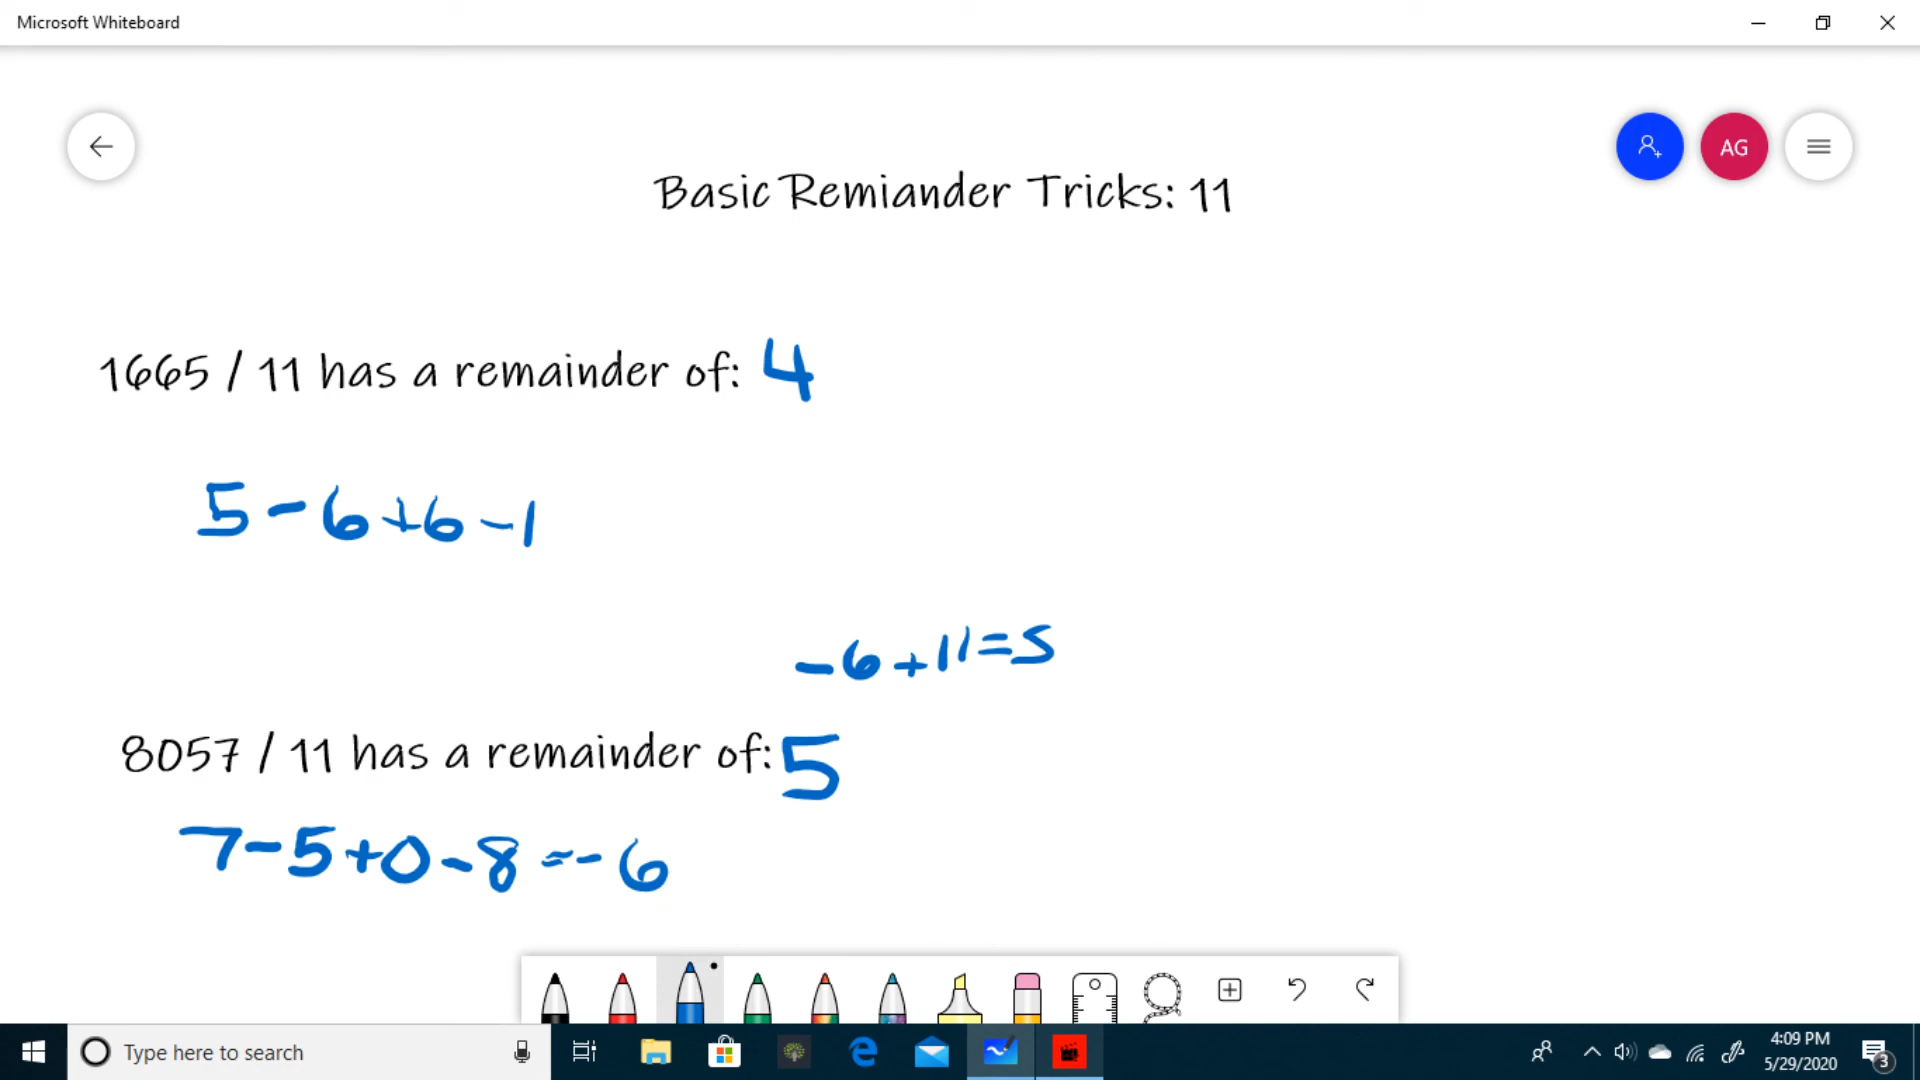 Microsoft Whiteboard
AG
Basic Remiander Tricks: 11
1665 / 11 has a remainder of: 4
5 - 6 + 6 - 1
-6 + 11 = 5
8057 / 11 has a remainder of: 5
7 - 5 + 0 - 8 = - 6
Type here to search
4:09 PM
5/29/2020
3